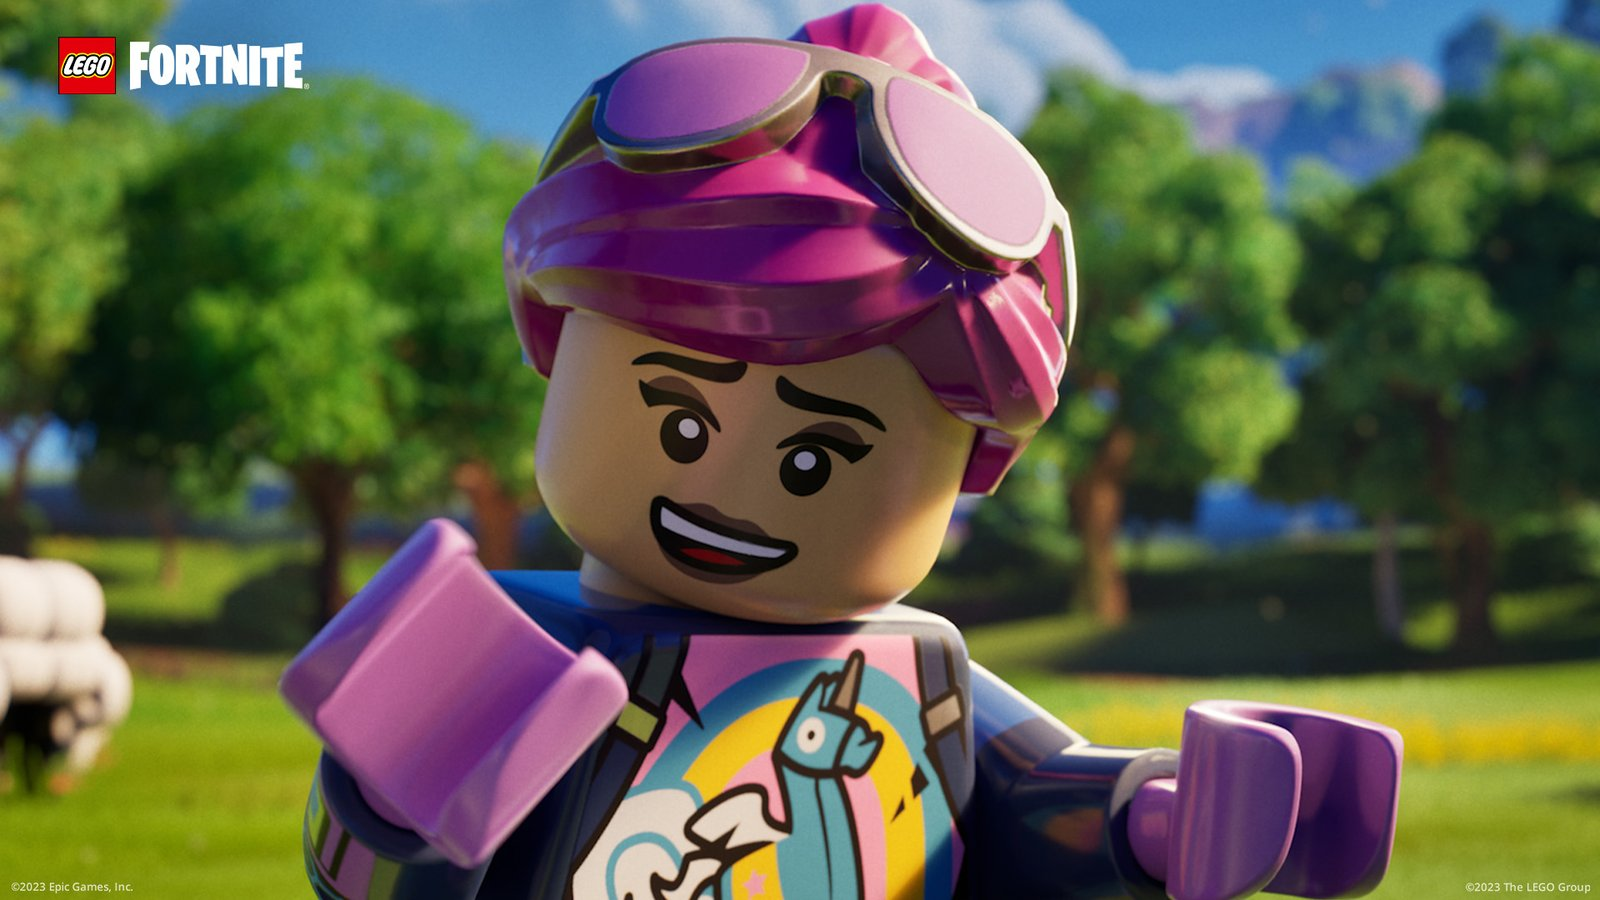 LEGO FORTNITE®
©2023 Epic Games, Inc.
©2023 The LEGO Group